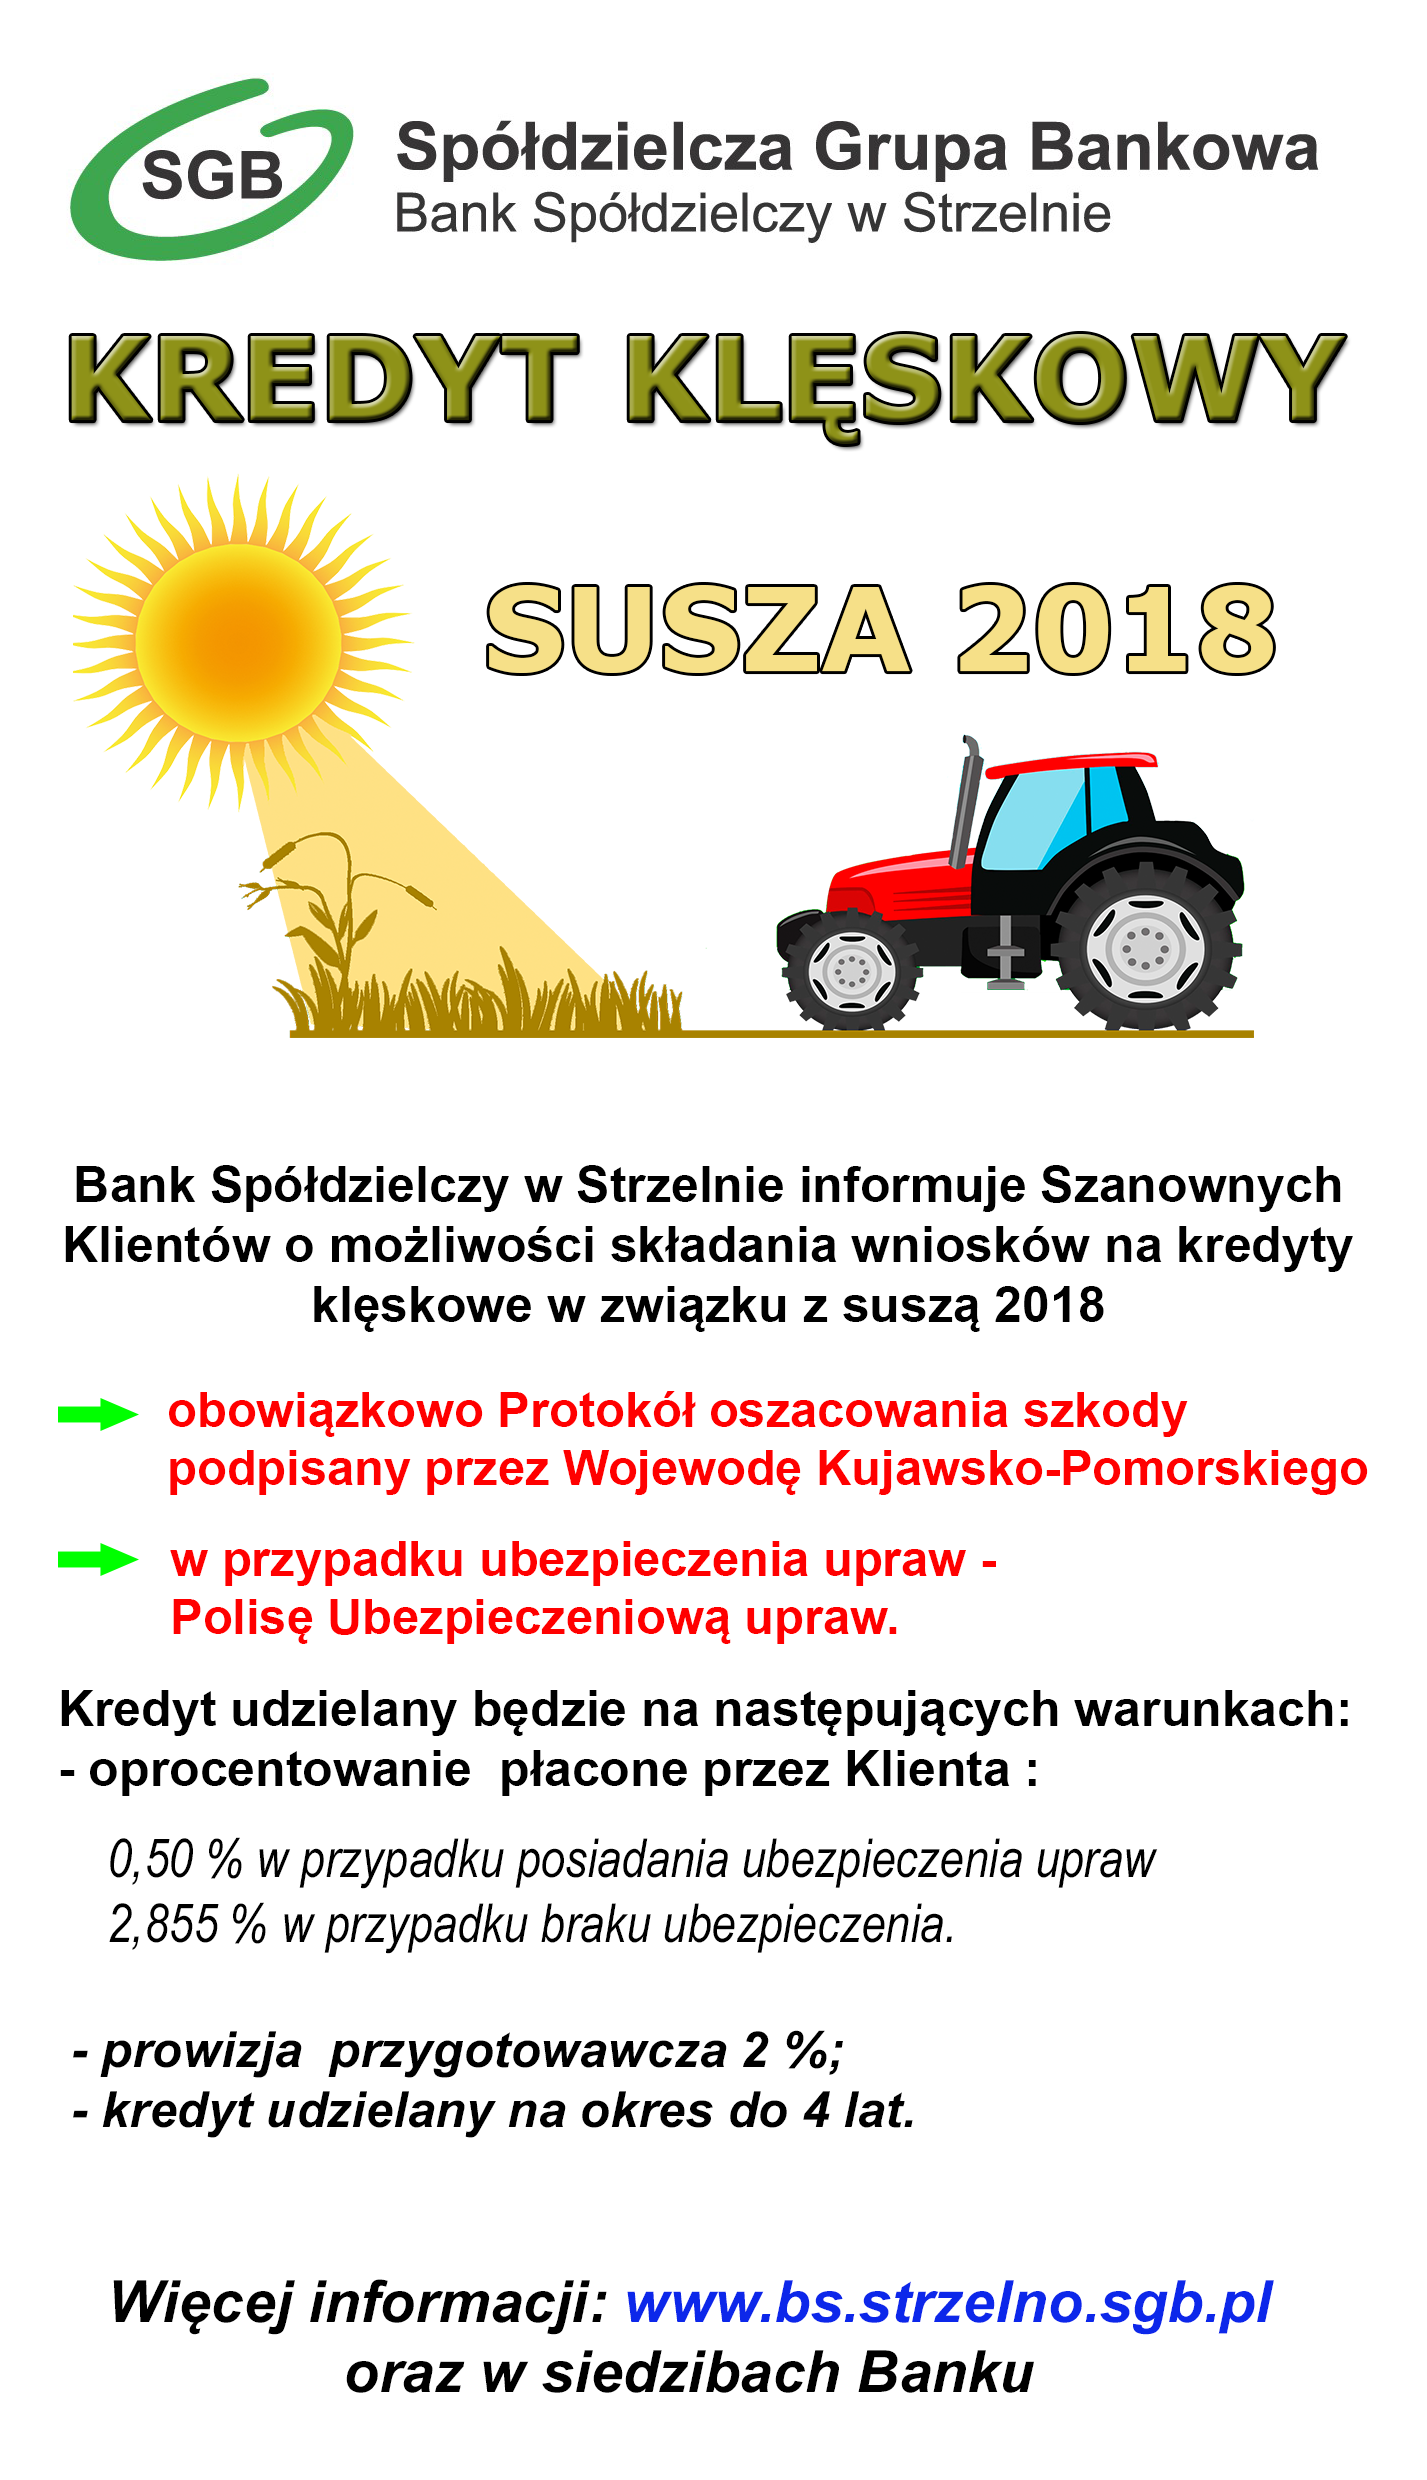 SGB
Spółdzielcza Grupa Bankowa
Bank Spółdzielczy w Strzelnie
KREDYT KLĘSKOWY
SUSZA 2018
Bank Spółdzielczy w Strzelnie informuje Szanownych
Klientów o możliwości składania wniosków na kredyty
klęskowe w związku z suszą 2018
obowiązkowo Protokół oszacowania szkody
podpisany przez Wojewodę Kujawsko-Pomorskiego
w przypadku ubezpieczenia upraw -
Polisę Ubezpieczeniową upraw.
Kredyt udzielany będzie na następujących warunkach:
- oprocentowanie  płacone przez Klienta :
0,50 % w przypadku posiadania ubezpieczenia upraw
2,855 % w przypadku braku ubezpieczenia.
- prowizja  przygotowawcza 2 %;
- kredyt udzielany na okres do 4 lat.
Więcej informacji: www.bs.strzelno.sgb.pl
oraz w siedzibach Banku